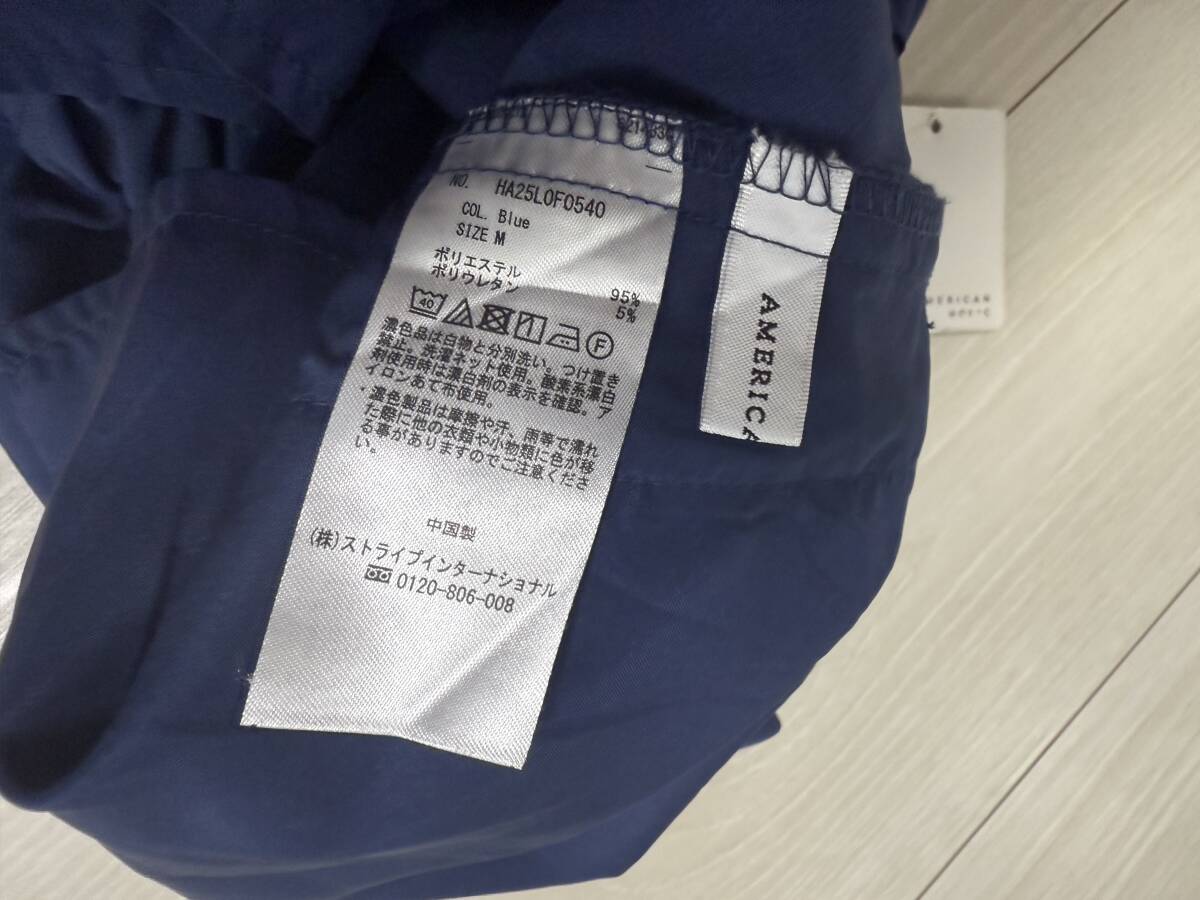 NO. HA25L0F0540
COL. Blue
SIZE M
ポリエステル 95%
ポリウレタン 5%
40
F
濃色品は白物と分別洗い。つけ置き
禁止。洗濯ネット使用。酸素系漂白
剤使用時は漂白剤の表示を確認。ア
イロンあて布使用。
・濃色製品は摩擦や汗、雨等で濡れ
た際に他の衣類や小物類に色が移
る事がありますのでご注意くださ
い。
中国製
(株)ストライプインターナショナル
0120-806-008
AMERICA